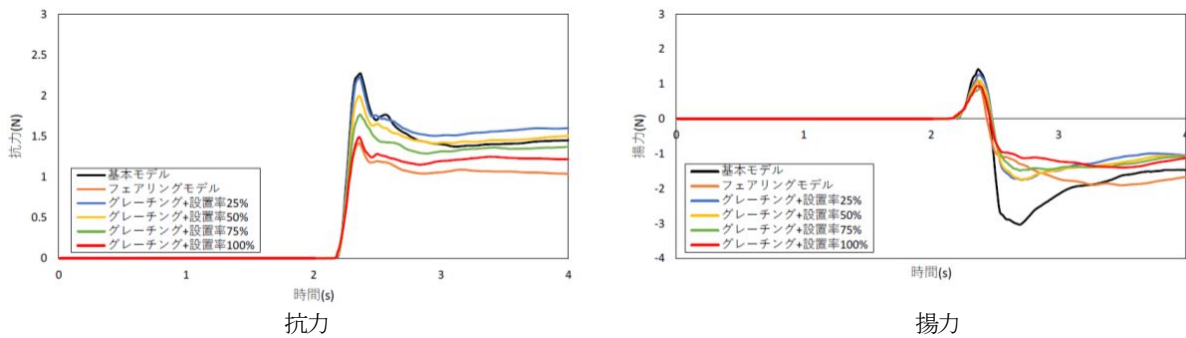 3
2.5
2
1.5
1
0.5
0
抗力(N)
基本モデル
フェアリングモデル
グレーチング+設置率25%
グレーチング+設置率50%
グレーチング+設置率75%
グレーチング+設置率100%
0 1 2 3 4
時間(s)
抗力
4
3
2
1
0
-1
-2
-3
-4
揚力(N)
0 1 2 3 4
基本モデル
フェアリングモデル
グレーチング+設置率25%
グレーチング+設置率50%
グレーチング+設置率75%
グレーチング+設置率100%
時間(s)
揚力